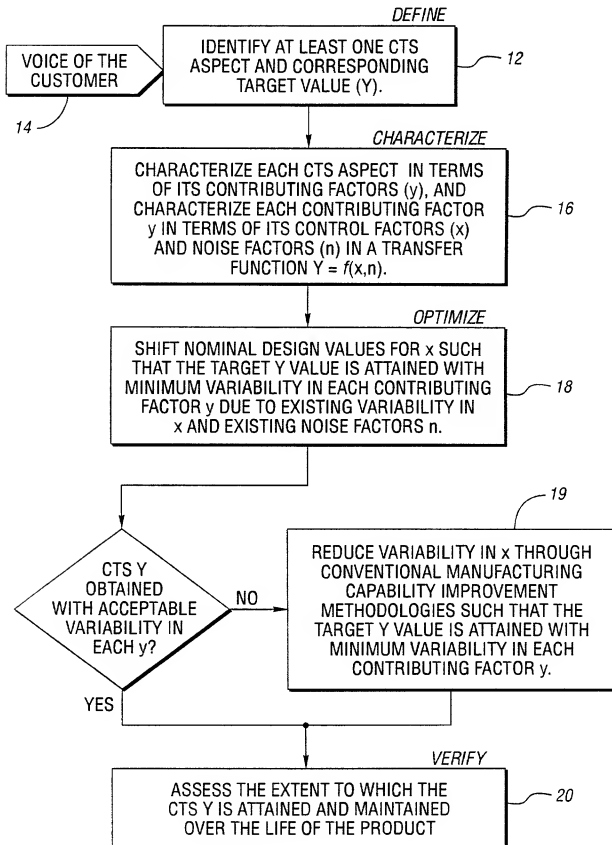 DEFINE
VOICE OF THE
CUSTOMER
14
IDENTIFY AT LEAST ONE CTS
ASPECT AND CORRESPONDING
TARGET VALUE (Y).
12
CHARACTERIZE
CHARACTERIZE EACH CTS ASPECT IN TERMS
OF ITS CONTRIBUTING FACTORS (y), AND
CHARACTERIZE EACH CONTRIBUTING FACTOR
y IN TERMS OF ITS CONTROL FACTORS (x)
AND NOISE FACTORS (n) IN A TRANSFER
FUNCTION Y = f(x,n).
16
OPTIMIZE
SHIFT NOMINAL DESIGN VALUES FOR x SUCH
THAT THE TARGET Y VALUE IS ATTAINED WITH
MINIMUM VARIABILITY IN EACH CONTRIBUTING
FACTOR y DUE TO EXISTING VARIABILITY IN
x AND EXISTING NOISE FACTORS n.
18
CTS Y
OBTAINED
WITH ACCEPTABLE
VARIABILITY IN
EACH y?
NO
YES
19
REDUCE VARIABILITY IN x THROUGH
CONVENTIONAL MANUFACTURING
CAPABILITY IMPROVEMENT
METHODOLOGIES SUCH THAT THE
TARGET Y VALUE IS ATTAINED WITH
MINIMUM VARIABILITY IN EACH
CONTRIBUTING FACTOR y.
VERIFY
ASSESS THE EXTENT TO WHICH THE
CTS Y IS ATTAINED AND MAINTAINED
OVER THE LIFE OF THE PRODUCT
20